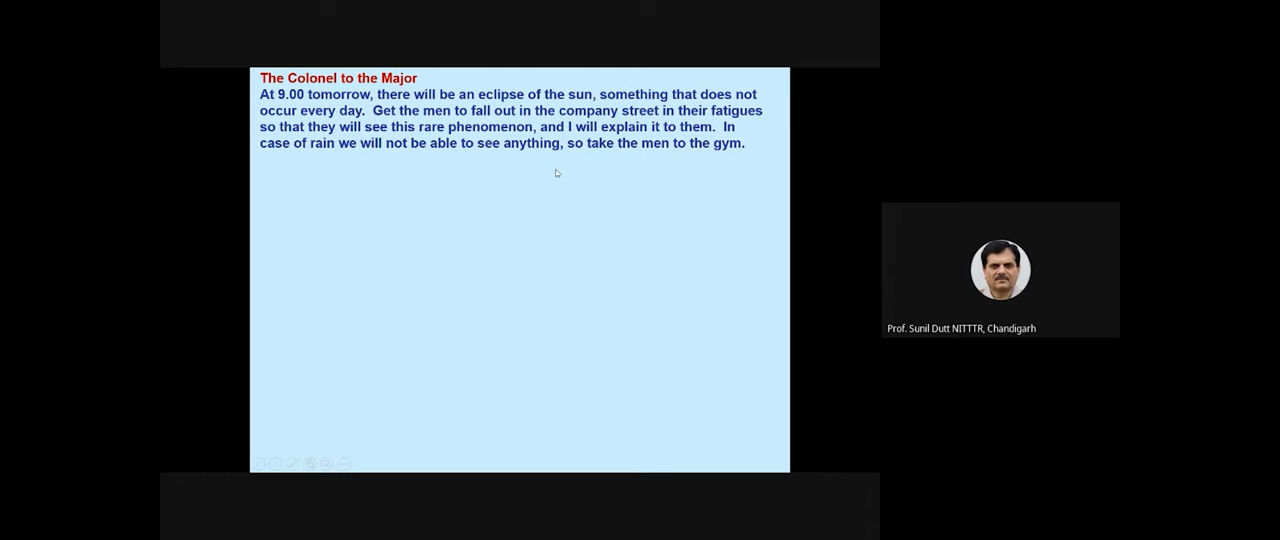 The Colonel to the Major
At 9.00 tomorrow, there will be an eclipse of the sun, something that does not
occur every day.  Get the men to fall out in the company street in their fatigues
so that they will see this rare phenomenon, and I will explain it to them.  In
case of rain we will not be able to see anything, so take the men to the gym.
Prof. Sunil Dutt NITTTR, Chandigarh